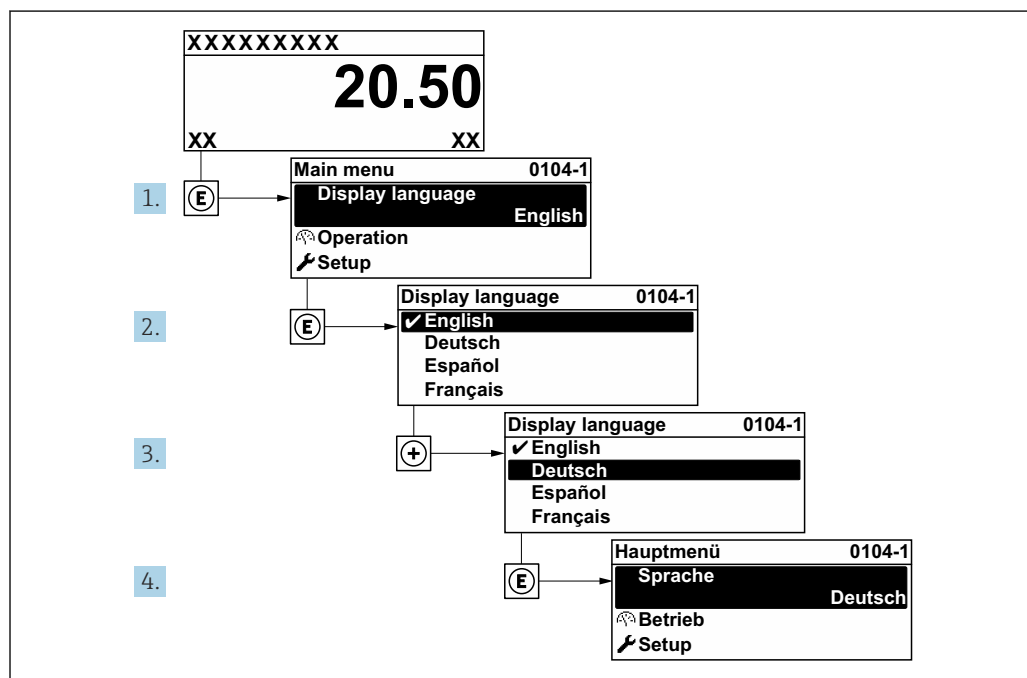 XXXXXXXXX
20.50
XX XX
1. E
Main menu 0104-1
Display language
English
Operation
Setup
2. E
Display language 0104-1
✔ English
Deutsch
Español
Français
3. +
Display language 0104-1
✔ English
Deutsch
Español
Français
4. E
Hauptmenü 0104-1
Sprache
Deutsch
Betrieb
Setup